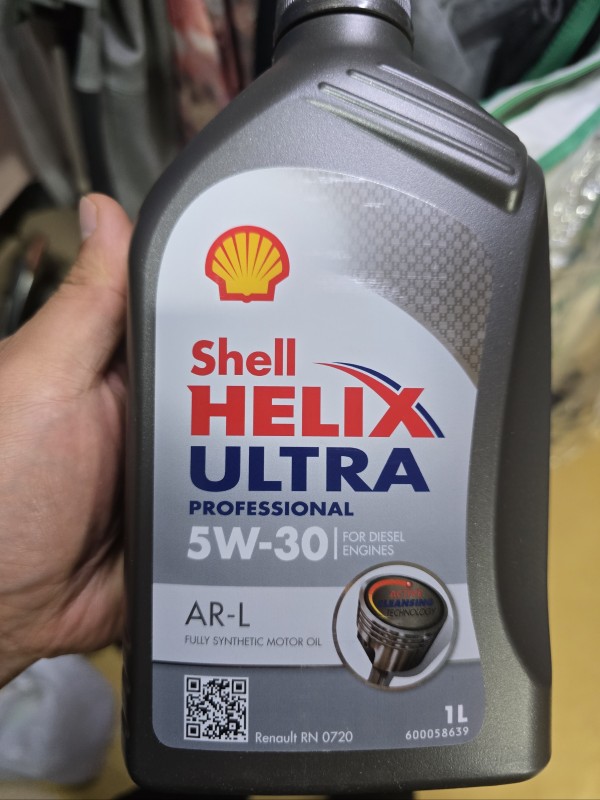 Shell
HELIX
ULTRA
PROFESSIONAL
5W-30
FOR DIESEL
ENGINES
ACTIVE
CLEANSING
TECHNOLOGY
AR-L
FULLY SYNTHETIC MOTOR OIL
Renault RN 0720
1L
600058639